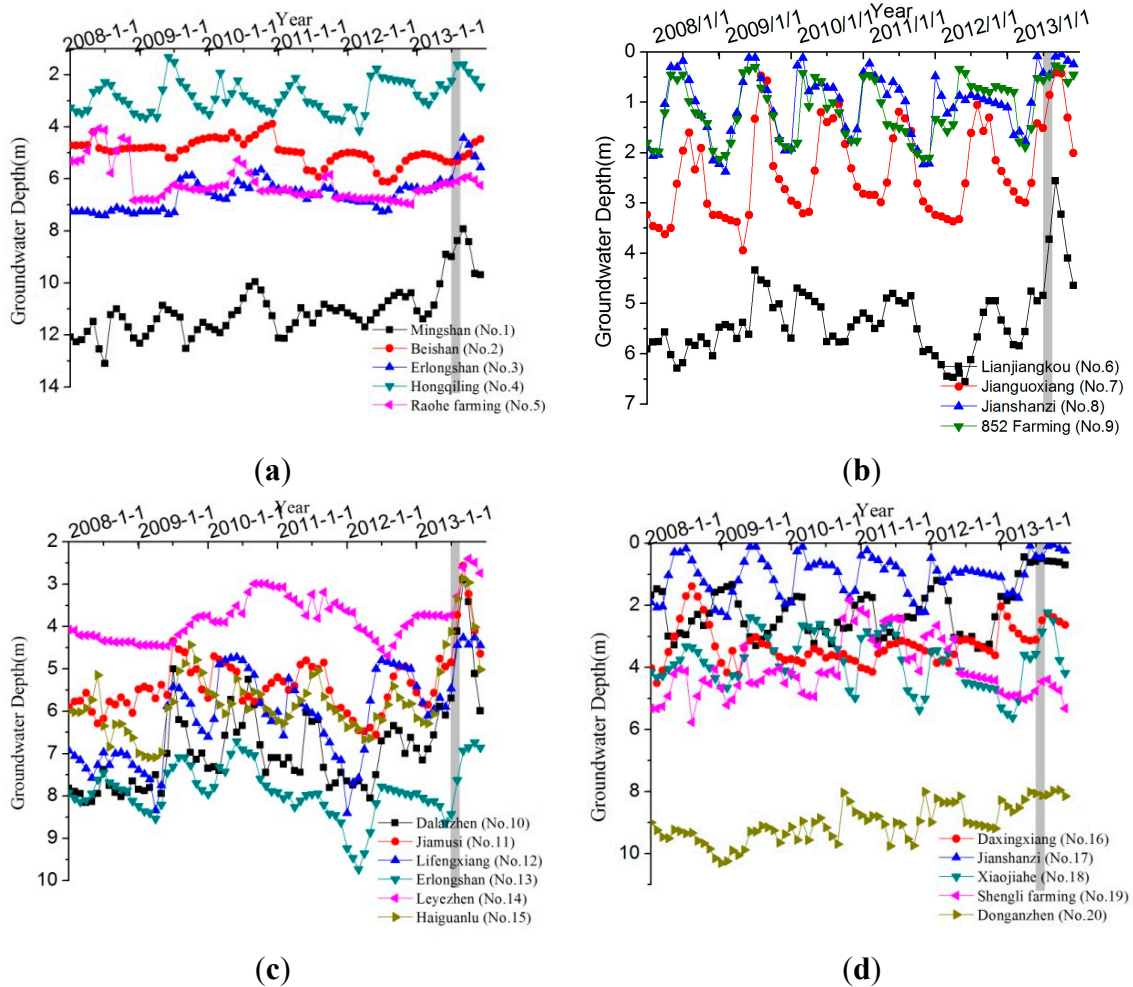 Year
2008-1-1 2009-1-1 2010-1-1 2011-1-1 2012-1-1 2013-1-1
2
4
6
8
10
12
14
Groundwater Depth(m)
Mingshan (No.1)
Beishan (No.2)
Erlongshan (No.3)
Hongqiling (No.4)
Raohe farming (No.5)
(a)
Year
2008/1/1 2009/1/1 2010/1/1 2011/1/1 2012/1/1 2013/1/1
0
1
2
3
4
5
6
7
Groundwater Depth(m)
Lianjiangkou (No.6)
Jianguoxiang (No.7)
Jianshanzi (No.8)
852 Farming (No.9)
(b)
Year
2008-1-1 2009-1-1 2010-1-1 2011-1-1 2012-1-1 2013-1-1
2
3
4
5
6
7
8
9
10
Groundwater Depth(m)
Dalaizhen (No.10)
Jiamusi (No.11)
Lifengxiang (No.12)
Erlongshan (No.13)
Leyezhen (No.14)
Haiguanlu (No.15)
(c)
Year
2008-1-1 2009-1-1 2010-1-1 2011-1-1 2012-1-1 2013-1-1
0
2
4
6
8
10
Groundwater Depth(m)
Daxingxiang (No.16)
Jianshanzi (No.17)
Xiaojiahe (No.18)
Shengli farming (No.19)
Donganzhen (No.20)
(d)